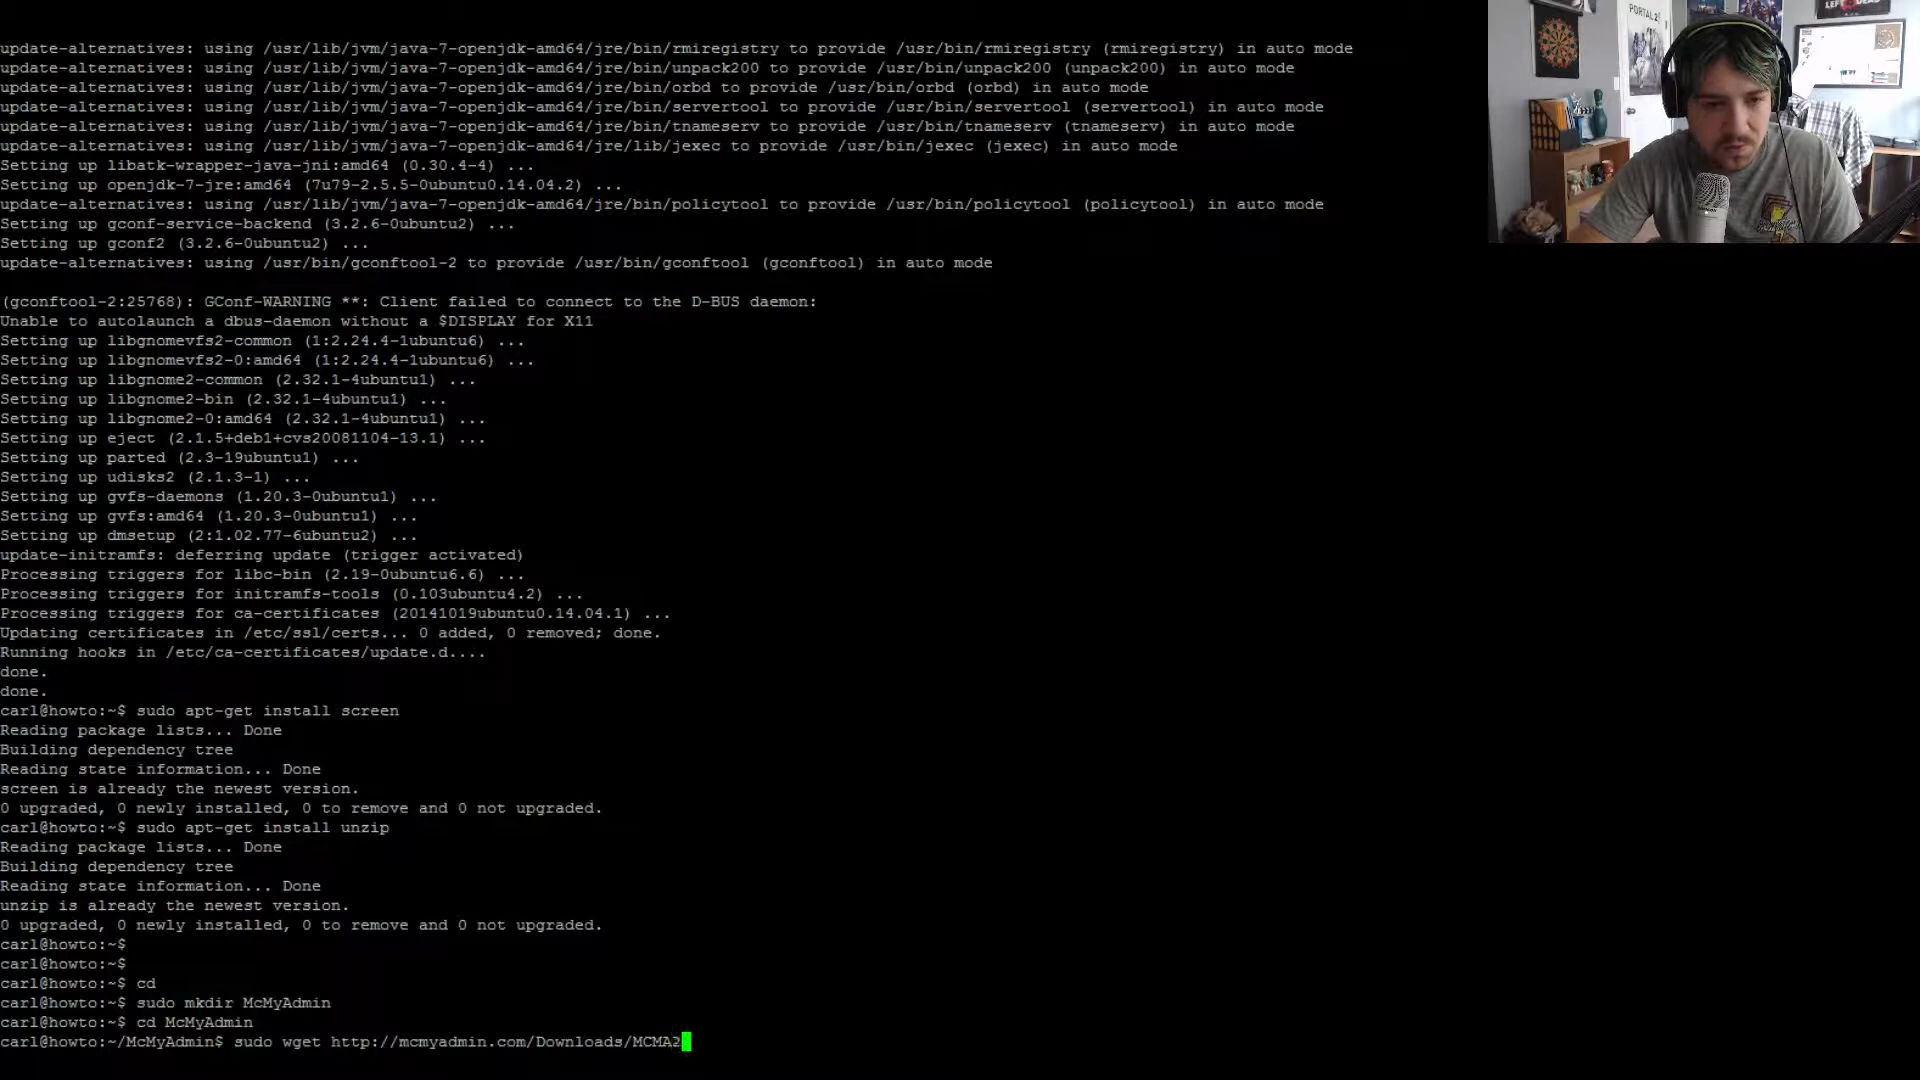 update-alternatives: using /usr/lib/jvm/java-7-openjdk-amd64/jre/bin/rmiregistry to provide /usr/bin/rmiregistry (rmiregistry) in auto mode
update-alternatives: using /usr/lib/jvm/java-7-openjdk-amd64/jre/bin/unpack200 to provide /usr/bin/unpack200 (unpack200) in auto mode
update-alternatives: using /usr/lib/jvm/java-7-openjdk-amd64/jre/bin/orbd to provide /usr/bin/orbd (orbd) in auto mode
update-alternatives: using /usr/lib/jvm/java-7-openjdk-amd64/jre/bin/servertool to provide /usr/bin/servertool (servertool) in auto mode
update-alternatives: using /usr/lib/jvm/java-7-openjdk-amd64/jre/bin/tnameserv to provide /usr/bin/tnameserv (tnameserv) in auto mode
update-alternatives: using /usr/lib/jvm/java-7-openjdk-amd64/jre/lib/jexec to provide /usr/bin/jexec (jexec) in auto mode
Setting up libatk-wrapper-java-jni:amd64 (0.30.4-4) ...
Setting up openjdk-7-jre:amd64 (7u79-2.5.5-0ubuntu0.14.04.2) ...
update-alternatives: using /usr/lib/jvm/java-7-openjdk-amd64/jre/bin/policytool to provide /usr/bin/policytool (policytool) in auto mode
Setting up gconf-service-backend (3.2.6-0ubuntu2) ...
Setting up gconf2 (3.2.6-0ubuntu2) ...
update-alternatives: using /usr/bin/gconftool-2 to provide /usr/bin/gconftool (gconftool) in auto mode
(gconftool-2:25768): GConf-WARNING **: Client failed to connect to the D-BUS daemon:
Unable to autolaunch a dbus-daemon without a $DISPLAY for X11
Setting up libgnomevfs2-common (1:2.24.4-1ubuntu6) ...
Setting up libgnomevfs2-0:amd64 (1:2.24.4-1ubuntu6) ...
Setting up libgnome2-common (2.32.1-4ubuntu1) ...
Setting up libgnome2-bin (2.32.1-4ubuntu1) ...
Setting up libgnome2-0:amd64 (2.32.1-4ubuntu1) ...
Setting up eject (2.1.5+deb1+cvs20081104-13.1) ...
Setting up parted (2.3-19ubuntu1) ...
Setting up udisks2 (2.1.3-1) ...
Setting up gvfs-daemons (1.20.3-0ubuntu1) ...
Setting up gvfs:amd64 (1.20.3-0ubuntu1) ...
Setting up dmsetup (2:1.02.77-6ubuntu2) ...
update-initramfs: deferring update (trigger activated)
Processing triggers for libc-bin (2.19-0ubuntu6.6) ...
Processing triggers for initramfs-tools (0.103ubuntu4.2) ...
Processing triggers for ca-certificates (20141019ubuntu0.14.04.1) ...
Updating certificates in /etc/ssl/certs... 0 added, 0 removed; done.
Running hooks in /etc/ca-certificates/update.d....
done.
done.
carl@howto:~$ sudo apt-get install screen
Reading package lists... Done
Building dependency tree
Reading state information... Done
screen is already the newest version.
0 upgraded, 0 newly installed, 0 to remove and 0 not upgraded.
carl@howto:~$ sudo apt-get install unzip
Reading package lists... Done
Building dependency tree
Reading state information... Done
unzip is already the newest version.
0 upgraded, 0 newly installed, 0 to remove and 0 not upgraded.
carl@howto:~$
carl@howto:~$
carl@howto:~$ cd
carl@howto:~$ sudo mkdir McMyAdmin
carl@howto:~$ cd McMyAdmin
carl@howto:~/McMyAdmin$ sudo wget http://mcmyadmin.com/Downloads/MCMA2
PORTAL 2
LEFT 4 DEAD